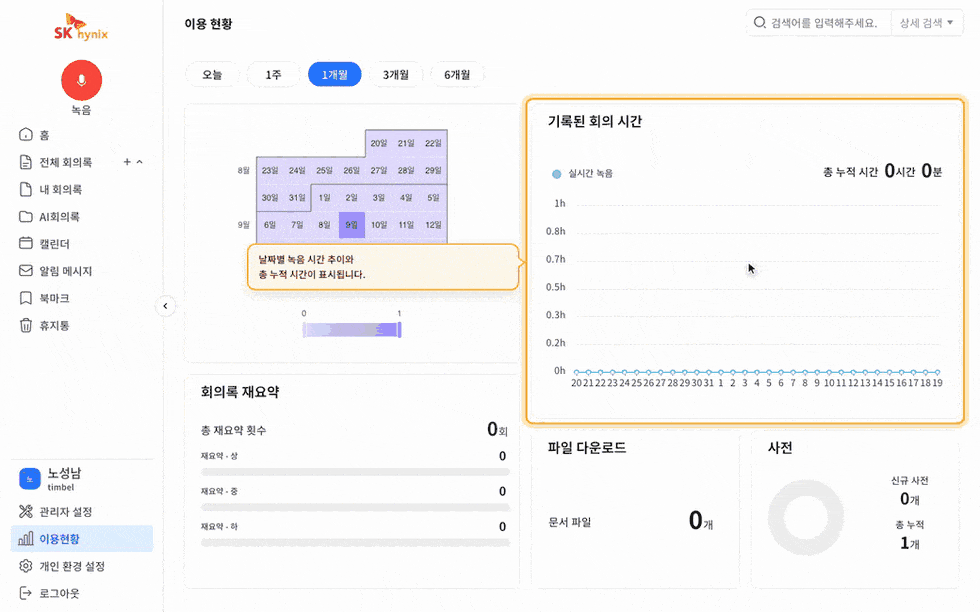 SK hynix
녹음
홈
전체 회의록
내 회의록
AI회의록
캘린더
알림 메시지
북마크
휴지통
노
노성남
timbel
관리자 설정
이용현황
개인 환경 설정
로그아웃
이용 현황
검색어를 입력해주세요.
상세 검색
오늘
1주
1개월
3개월
6개월
20일 21일 22일
8월 23일 24일 25일 26일 27일 28일 29일
30일 31일 1일 2일 3일 4일 5일
9월 6일 7일 8일 9일 10일 11일 12일
날짜별 녹음 시간 추이와
총 누적 시간이 표시됩니다.
0 1
기록된 회의 시간
실시간 녹음
총 누적 시간 0시간 0분
1h
0.8h
0.7h
0.5h
0.3h
0.2h
0h
20 21 22 23 24 25 26 27 28 29 30 31 1 2 3 4 5 6 7 8 9 10 11 12 13 14 15 16 17 18 19
회의록 재요약
총 재요약 횟수 0회
재요약 - 상 0
재요약 - 중 0
재요약 - 하 0
파일 다운로드
문서 파일 0개
사전
신규 사전
0개
총 누적
1개